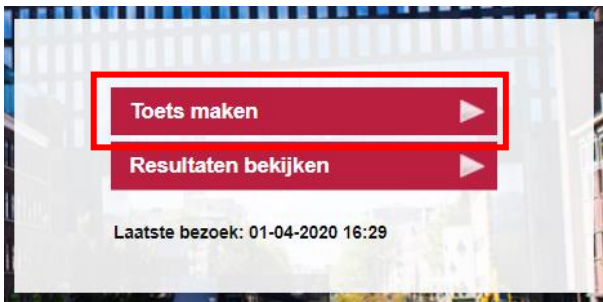 Toets maken
Resultaten bekijken
Laatste bezoek: 01-04-2020 16:29